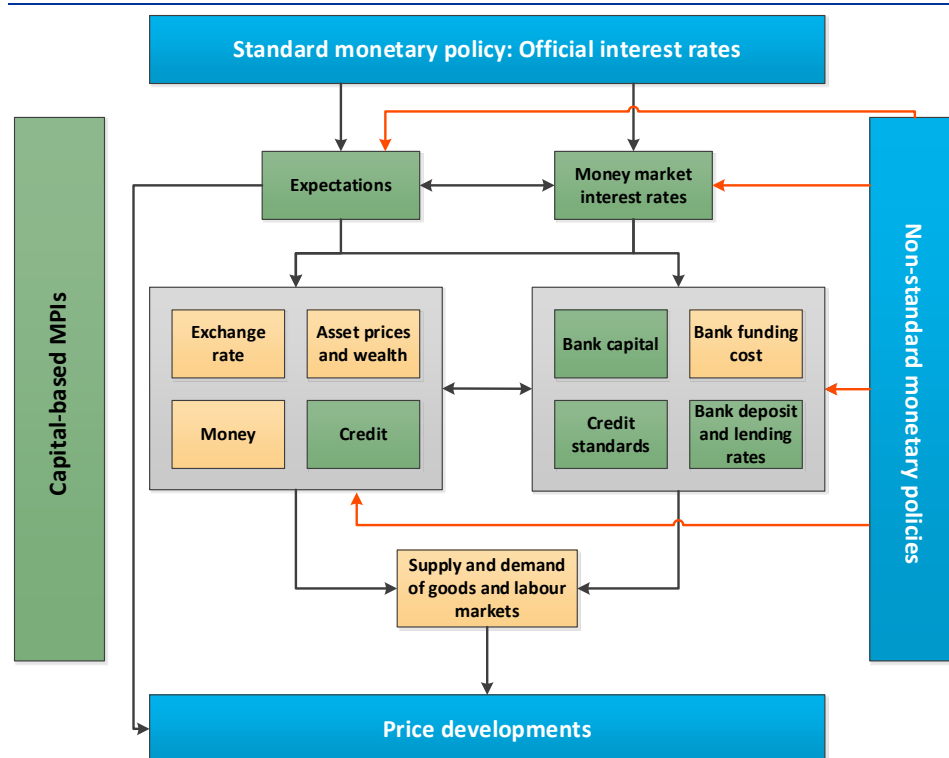 Standard monetary policy: Official interest rates
Capital-based MPIs
Expectations
Money market
interest rates
Non-standard monetary policies
Exchange
rate
Asset prices
and wealth
Money
Credit
Bank capital
Bank funding
cost
Credit
standards
Bank deposit
and lending
rates
Supply and demand
of goods and labour
markets
Price developments